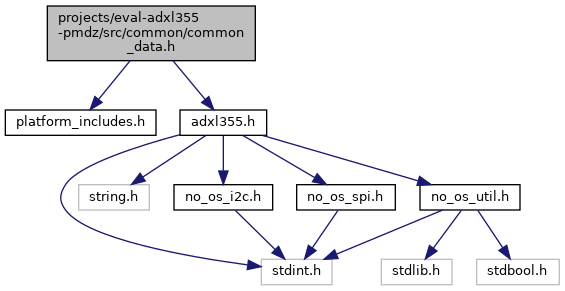 projects/eval-adxl355
-pmdz/src/common/common
_data.h
platform_includes.h
adxl355.h
string.h
no_os_i2c.h
no_os_spi.h
no_os_util.h
stdint.h
stdlib.h
stdbool.h